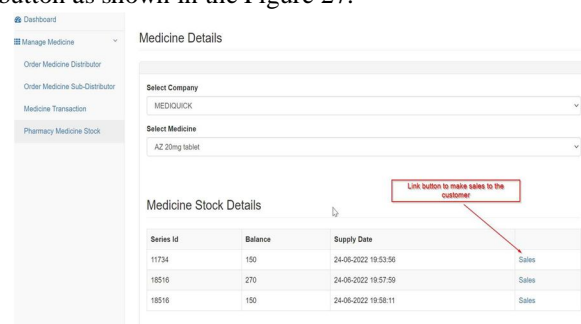 button as shown in the Figure 27.
Dashboard
Manage Medicine
Order Medicine Distributor
Order Medicine Sub-Distributor
Medicine Transaction
Pharmacy Medicine Stock
Medicine Details
Select Company
MEDIQUICK
Select Medicine
AZ 20mg tablet
Link button to make sales to the
customer
Medicine Stock Details
Series Id Balance Supply Date
11734 150 24-06-2022 19:53:56 Sales
18516 270 24-06-2022 19:57:59 Sales
18516 150 24-06-2022 19:58:11 Sales